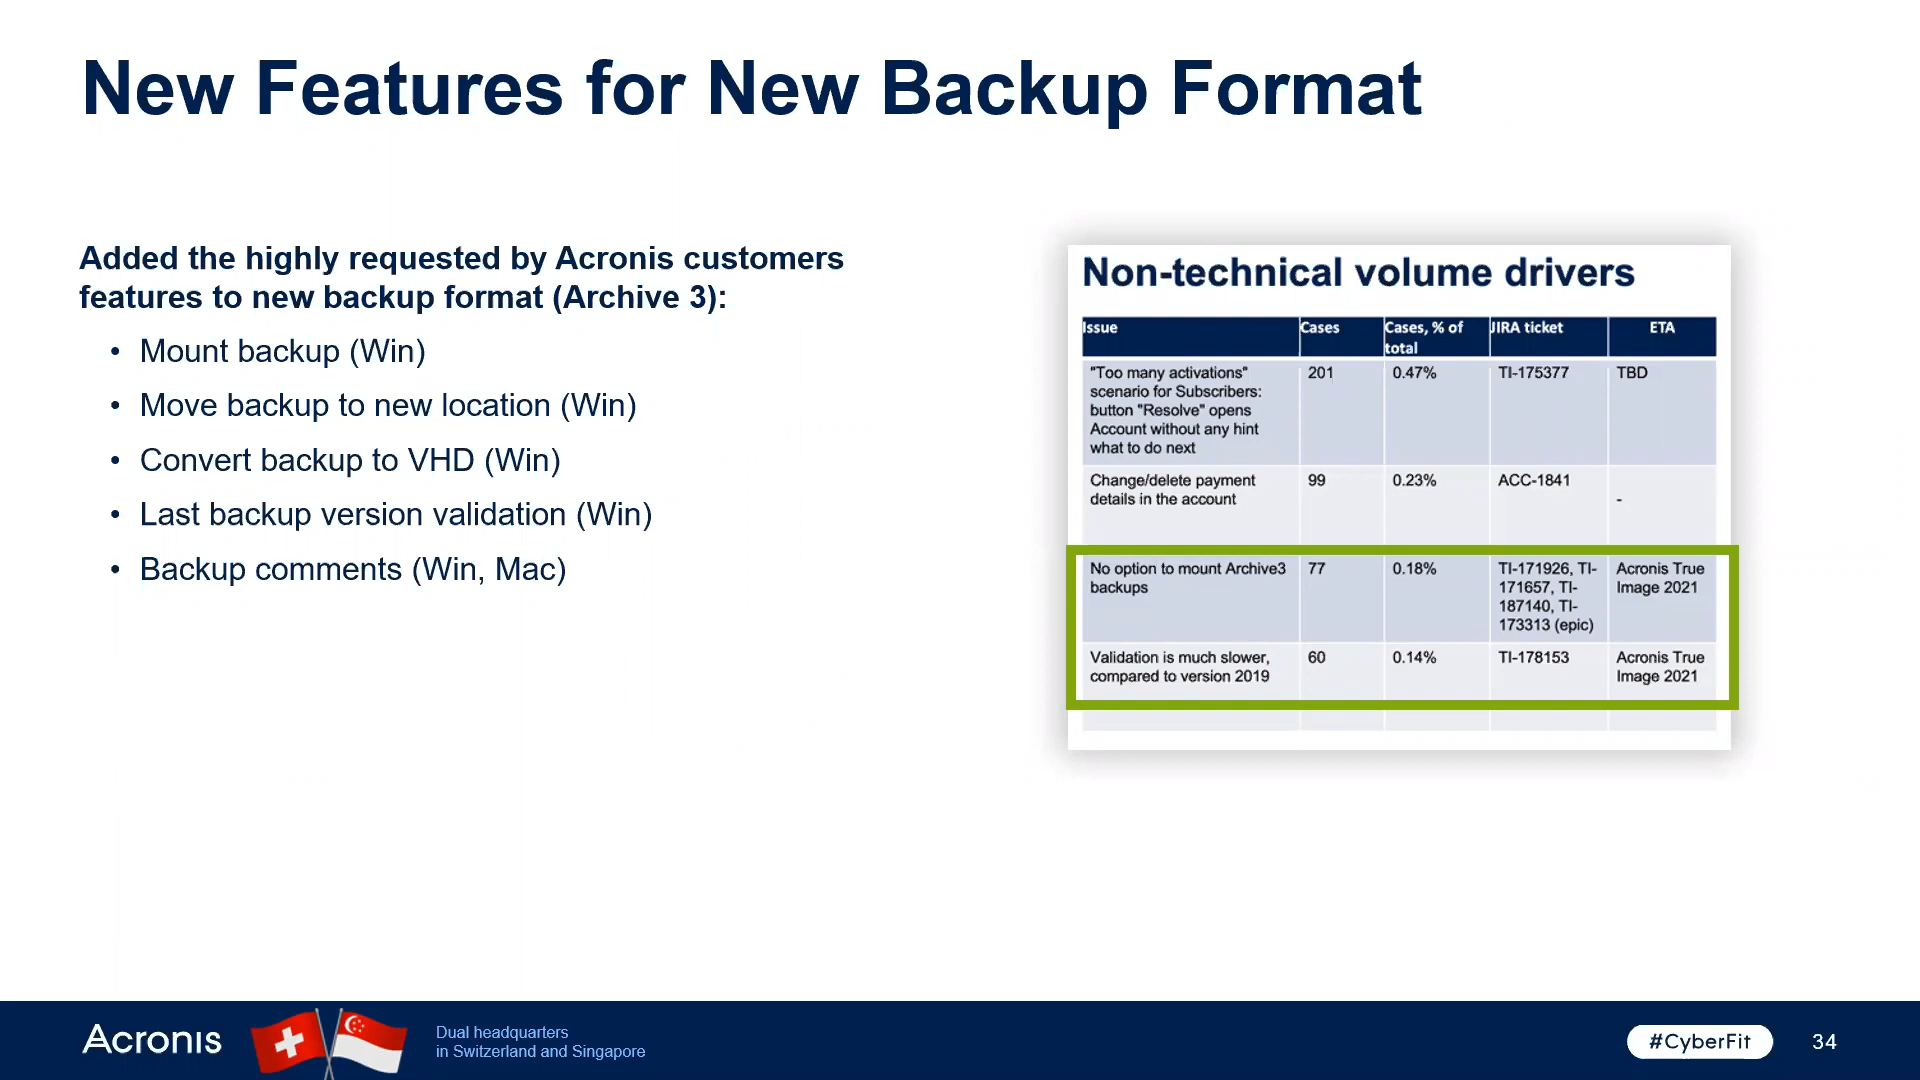 New Features for New Backup Format
Added the highly requested by Acronis customers
features to new backup format (Archive 3):
• Mount backup (Win)
• Move backup to new location (Win)
• Convert backup to VHD (Win)
• Last backup version validation (Win)
• Backup comments (Win, Mac)
Non-technical volume drivers
Issue Cases Cases, % of JIRA ticket ETA
total
"Too many activations" 201 0.47% TI-175377 TBD
scenario for Subscribers:
button "Resolve" opens
Account without any hint
what to do next
Change/delete payment 99 0.23% ACC-1841
details in the account -
No option to mount Archive3 77 0.18% TI-171926, TI- Acronis True
backups 171657, TI- Image 2021
187140, TI-
173313 (epic)
Validation is much slower, 60 0.14% TI-178153 Acronis True
compared to version 2019 Image 2021
Acronis
Dual headquarters
in Switzerland and Singapore
#CyberFit
34